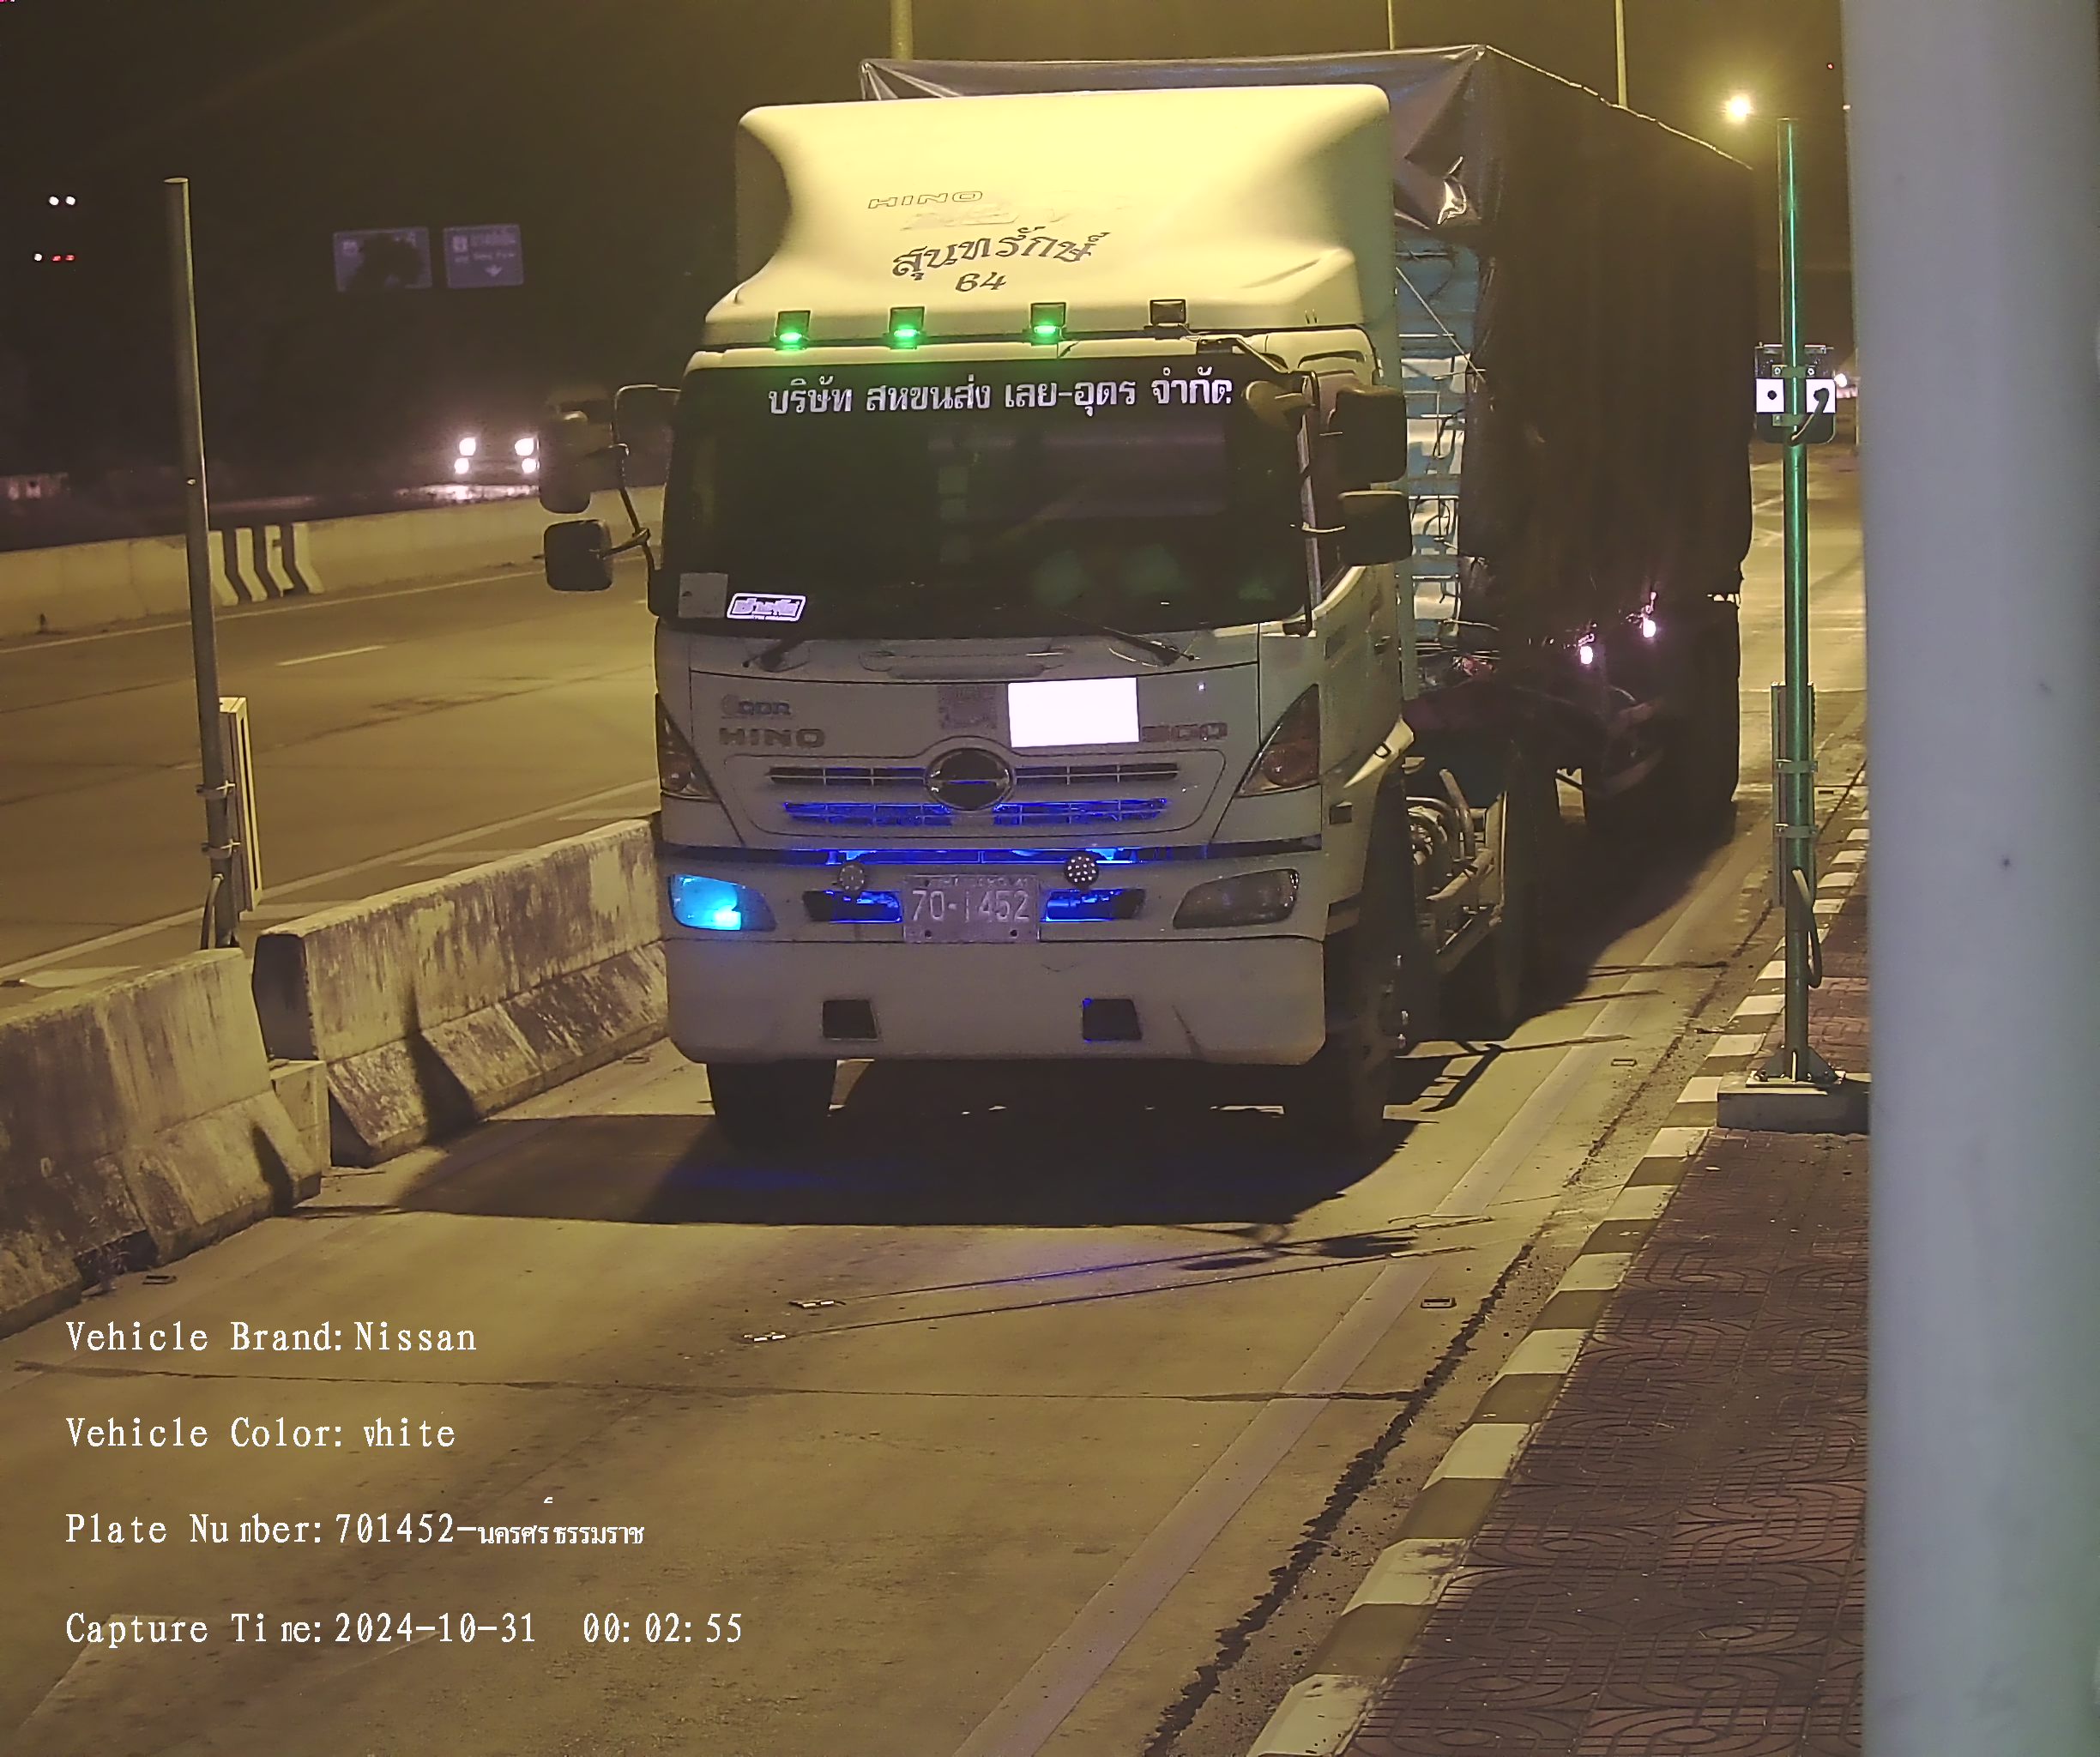 HINO
สุนทรักษ์
64
บริษัท สหขนส่ง เลย-อุดร จำกัด
HINO
360
70-1452
Vehicle Brand:Nissan
Vehicle Color:white
Plate Number:701452-นครศรีธรรมราช
Capture Time:2024-10-31 00:02:55